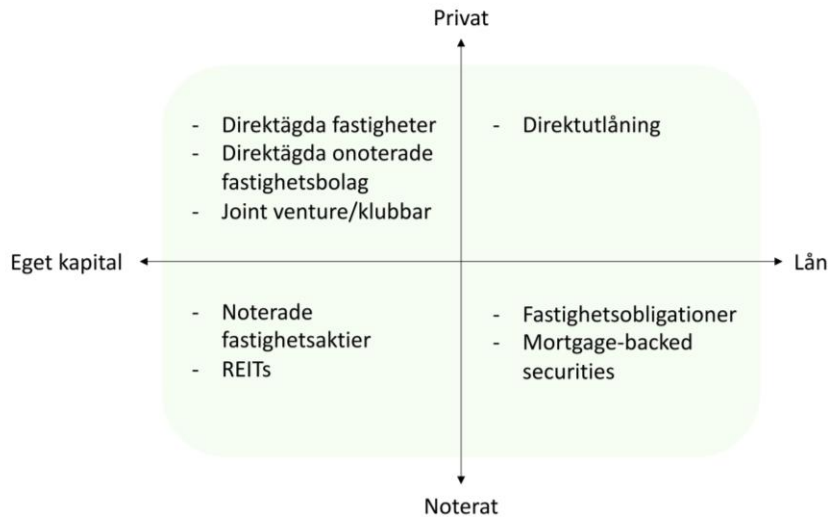 Privat
- Direktägda fastigheter
- Direktägda onoterade
fastighetsbolag
- Joint venture/klubbar
- Direktutlåning
Eget kapital
Lån
- Noterade
fastighetsaktier
- REITs
- Fastighetsobligationer
- Mortgage-backed
securities
Noterat